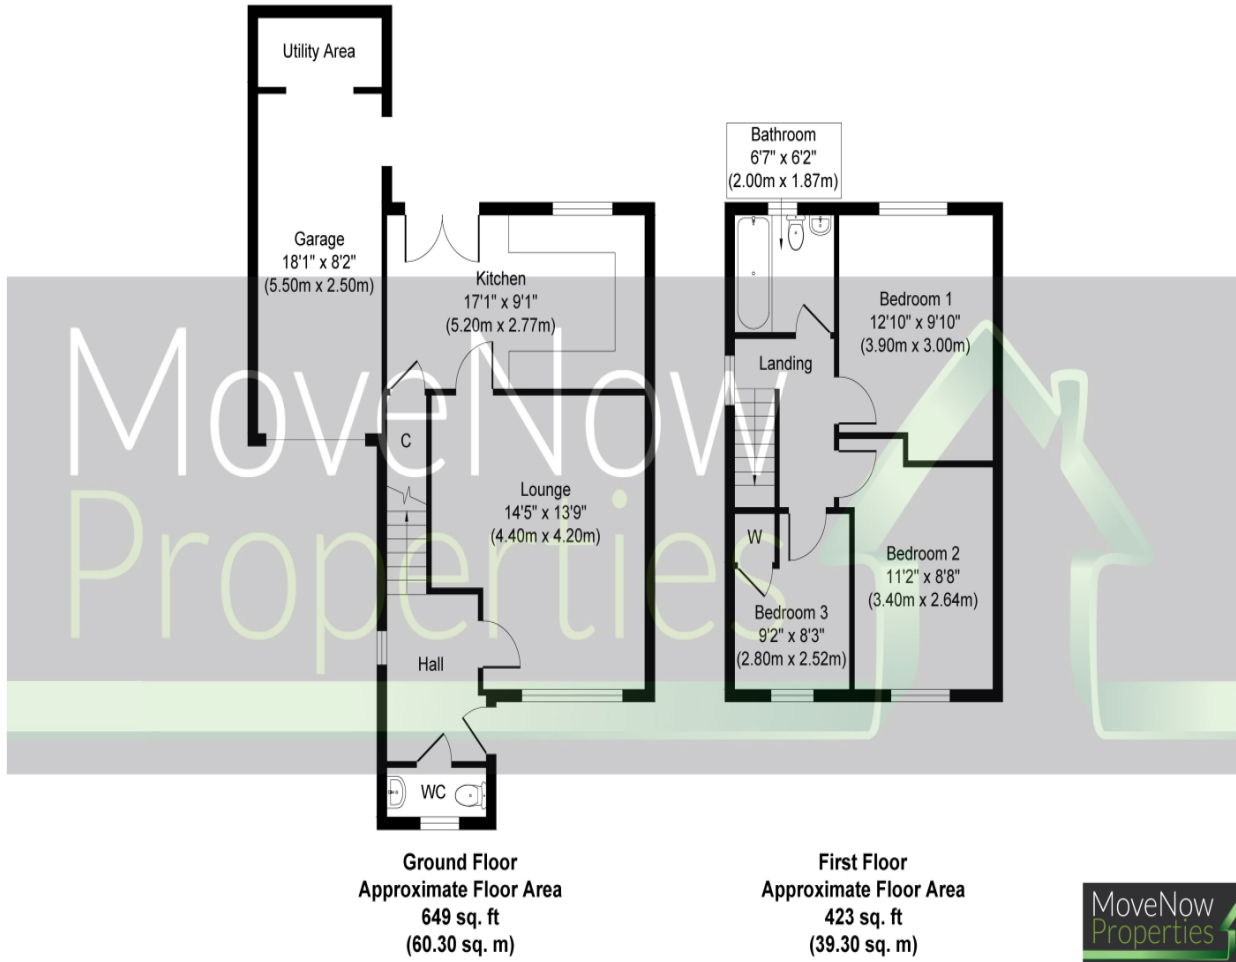 Utility Area
Garage
18'1" x 8'2"
(5.50m x 2.50m)
Kitchen
17'1" x 9'1"
(5.20m x 2.77m)
C
Lounge
14'5" x 13'9"
(4.40m x 4.20m)
Hall
WC
Bathroom
6'7" x 6'2"
(2.00m x 1.87m)
Bedroom 1
12'10" x 9'10"
(3.90m x 3.00m)
Landing
W
Bedroom 2
11'2" x 8'8"
(3.40m x 2.64m)
Bedroom 3
9'2" x 8'3"
(2.80m x 2.52m)
MoveNow
Properties
Ground Floor
Approximate Floor Area
649 sq. ft
(60.30 sq. m)
First Floor
Approximate Floor Area
423 sq. ft
(39.30 sq. m)
MoveNow
Properties